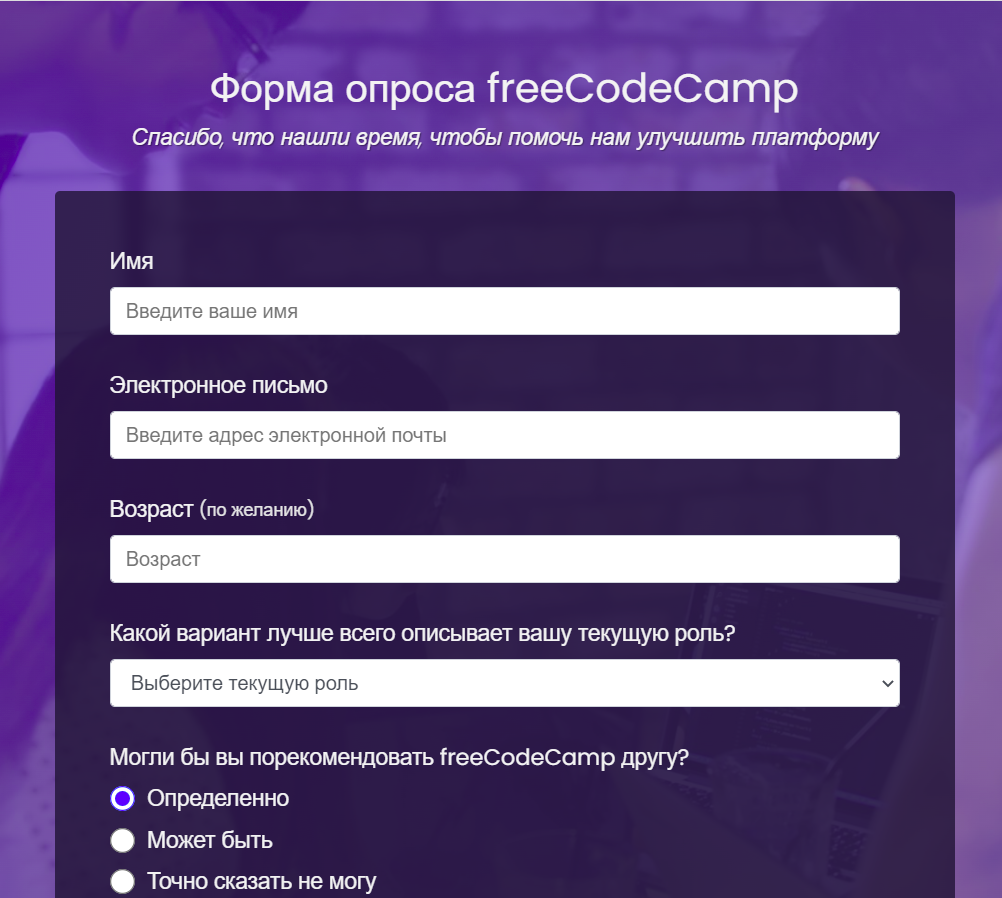 Форма опроса freeCodeCamp
Спасибо, что нашли время, чтобы помочь нам улучшить платформу
Имя
Введите ваше имя
Электронное письмо
Введите адрес электронной почты
Возраст (по желанию)
Возраст
Какой вариант лучше всего описывает вашу текущую роль?
Выберите текущую роль
Могли бы вы порекомендовать freeCodeCamp другу?
Определенно
Может быть
Точно сказать не могу